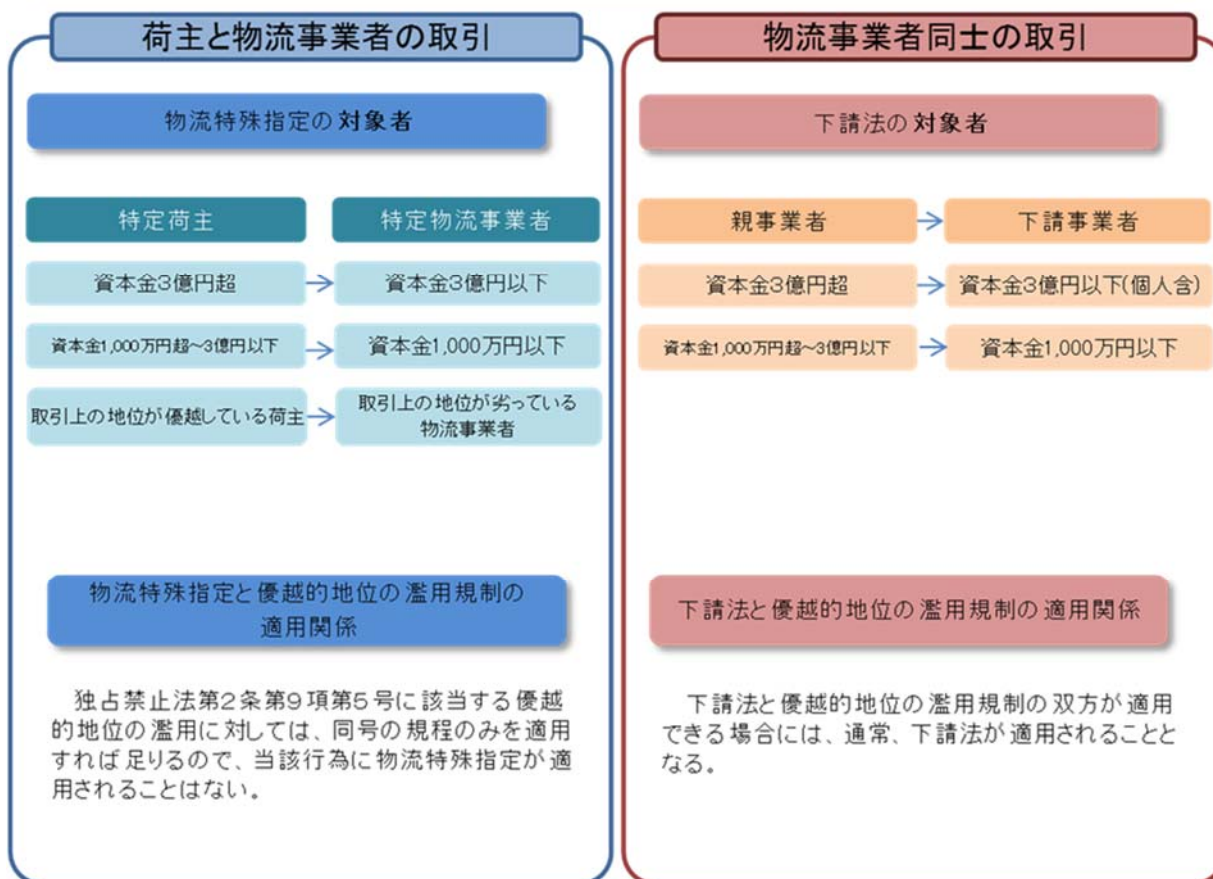 荷主と物流事業者の取引
物流特殊指定の対象者
特定荷主
特定物流事業者
資本金3億円超
資本金3億円以下
資本金1,000万円超～3億円以下
資本金1,000万円以下
取引上の地位が優越している荷主
取引上の地位が劣っている
物流事業者
物流特殊指定と優越的地位の濫用規制の
適用関係
独占禁止法第2条第9項第5号に該当する優越
的地位の濫用に対しては、同号の規程のみを適用
すれば足りるので、当該行為に物流特殊指定が適
用されることはない。
物流事業者同士の取引
下請法の対象者
親事業者
下請事業者
資本金3億円超
資本金3億円以下(個人含)
資本金1,000万円超～3億円以下
資本金1,000万円以下
下請法と優越的地位の濫用規制の適用関係
下請法と優越的地位の濫用規制の双方が適用
できる場合には、通常、下請法が適用されることと
なる。